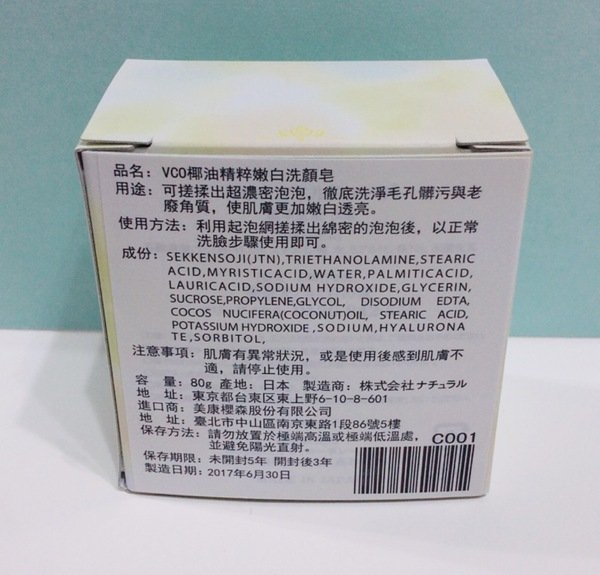 品名：VCO椰油精粹嫩白洗顏皂
用途：可搓揉出超濃密泡泡，徹底洗淨毛孔髒污與老
廢角質，使肌膚更加嫩白透亮。
使用方法：利用起泡網搓揉出綿密的泡泡後，以正常
洗臉步驟使用即可。
成份：SEKKENSOJI(JTN),TRIETHANOLAMINE,STEARIC
ACID,MYRISTICACID,WATER,PALMITICACID,
LAURICACID,SODIUM HYDROXIDE,GLYCERIN,
SUCROSE,PROPYLENE,GLYCOL, DISODIUM EDTA,
COCOS NUCIFERA(COCONUT)OIL, STEARIC ACID,
POTASSIUM HYDROXIDE ,SODIUM,HYALURONA
TE,SORBITOL,
注意事項：肌膚有異常狀況，或是使用後感到肌膚不
適，請停止使用。
容 量：80g 產地：日本 製造商：株式会社ナチュラル
地 址：東京都台東区東上野6-10-8-601
進口商：美康櫻森股份有限公司
地 址：臺北市中山區南京東路1段86號5樓
保存方法：請勿放置於極端高溫或極端低溫處，
並避免陽光直射。
C001
保存期限：未開封5年 開封後3年
製造日期：2017年6月30日